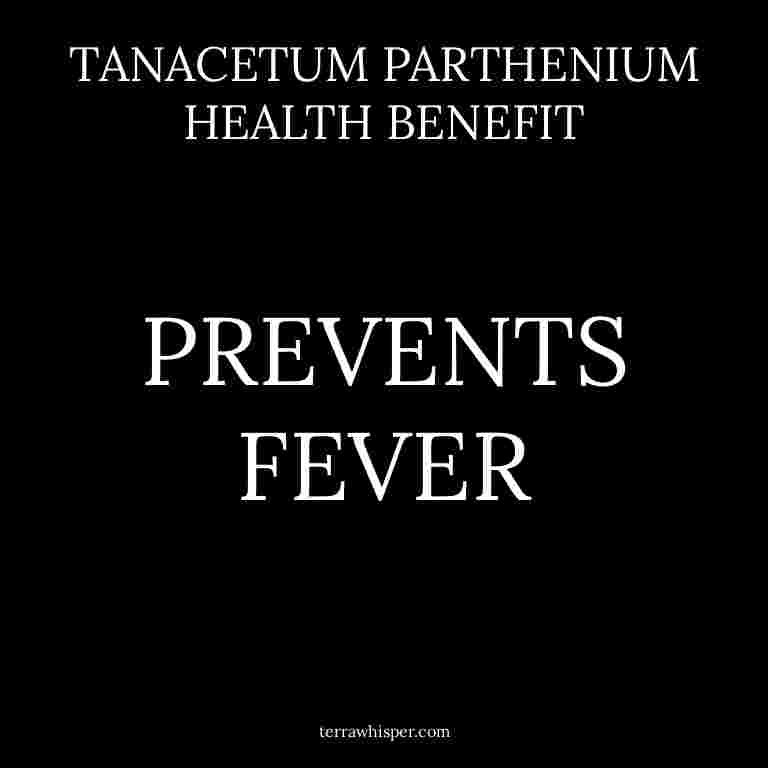 TANACETUM PARTHENIUM
HEALTH BENEFIT
PREVENTS
FEVER
terrawhisper.com